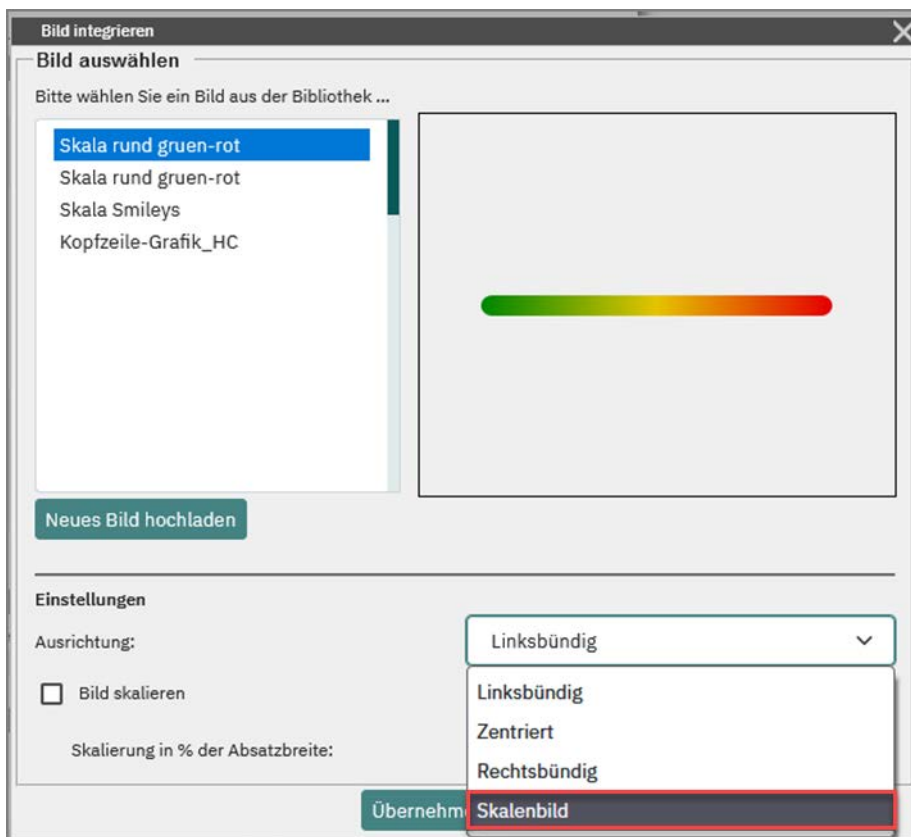 Bild integrieren
Bild auswählen
Bitte wählen Sie ein Bild aus der Bibliothek ...
Skala rund gruen-rot
Skala rund gruen-rot
Skala Smileys
Kopfzeile-Grafik_HC
Neues Bild hochladen
Einstellungen
Ausrichtung:
Linksbündig
Bild skalieren
Linksbündig
Zentriert
Skalierung in % der Absatzbreite:
Rechtsbündig
Übernehm
Skalenbild